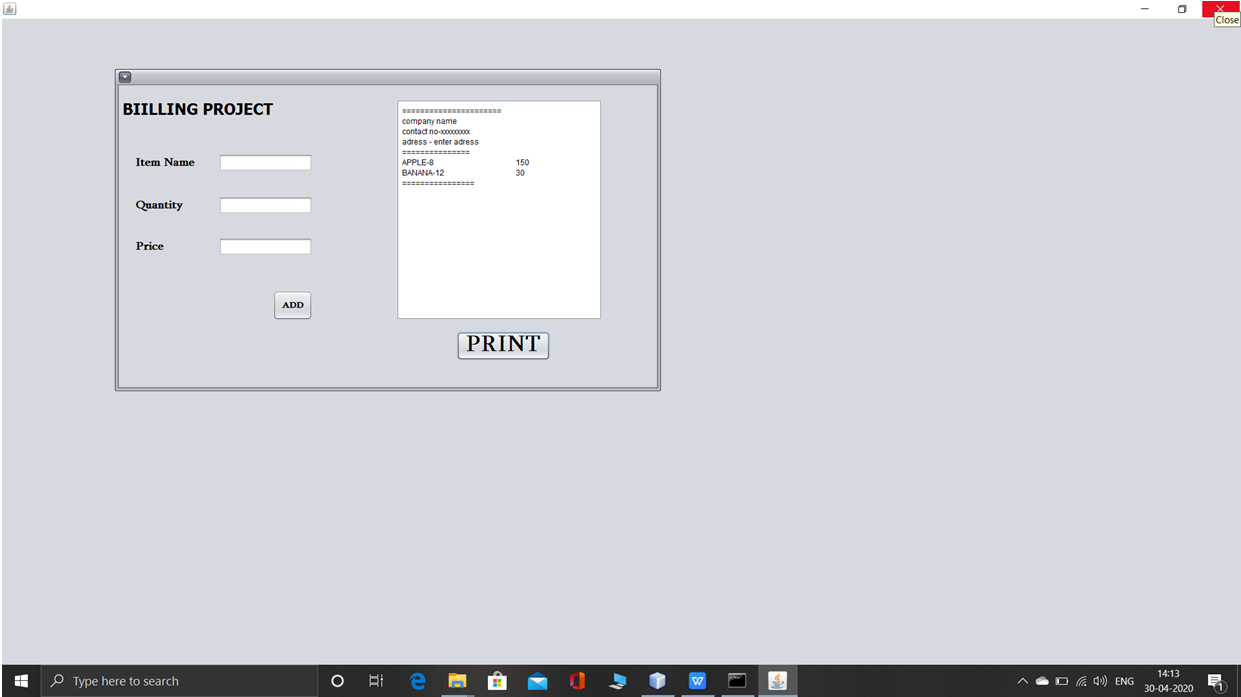 Close
BIILLING PROJECT
Item Name
Quantity
Price
ADD
======================
company name
contact no-xxxxxxxxx
adress - enter adress
===============
APPLE-8 150
BANANA-12 30
================
PRINT
Type here to search
ENG
14:13
30-04-2020
1